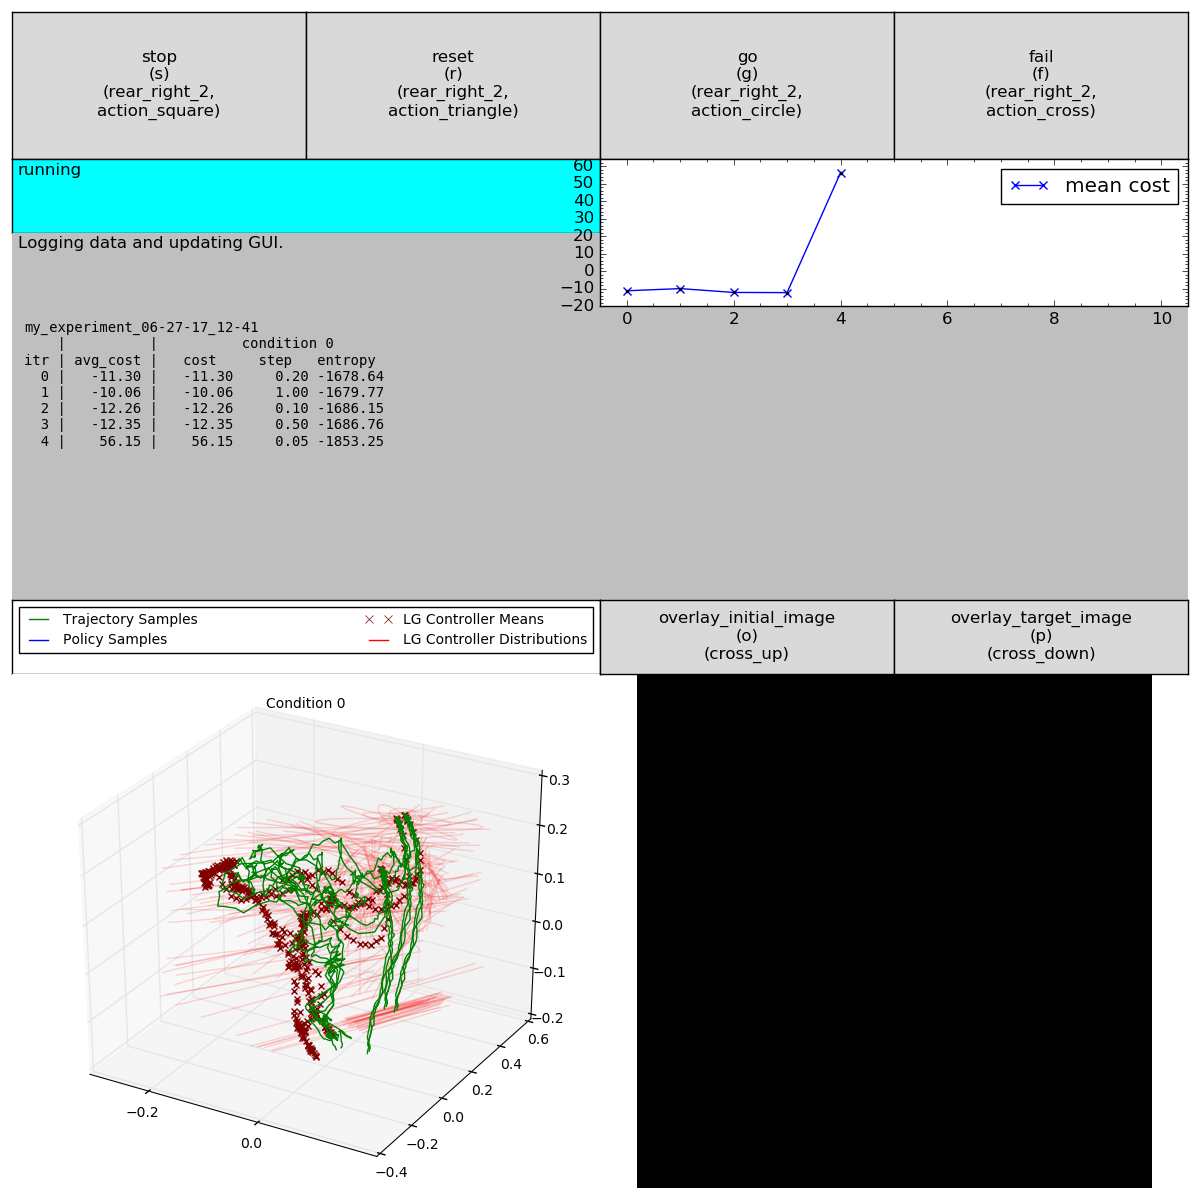 stop
(s)
(rear_right_2,
action_square)
reset
(r)
(rear_right_2,
action_triangle)
go
(g)
(rear_right_2,
action_circle)
fail
(f)
(rear_right_2,
action_cross)
running
60
50
40
30
20
10
0
−10
−20
0 2 4 6 8 10
mean cost
Logging data and updating GUI.
my_experiment_06-27-17_12-41
| | condition 0
itr | avg_cost | cost step entropy
0 | -11.30 | -11.30 0.20 -1678.64
1 | -10.06 | -10.06 1.00 -1679.77
2 | -12.26 | -12.26 0.10 -1686.15
3 | -12.35 | -12.35 0.50 -1686.76
4 | 56.15 | 56.15 0.05 -1853.25
Trajectory Samples
Policy Samples
LG Controller Means
LG Controller Distributions
overlay_initial_image
(o)
(cross_up)
overlay_target_image
(p)
(cross_down)
Condition 0
0.3
0.2
0.1
0.0
−0.1
−0.2
0.6
0.4
0.2
0.0
−0.2
−0.4
−0.2
0.0